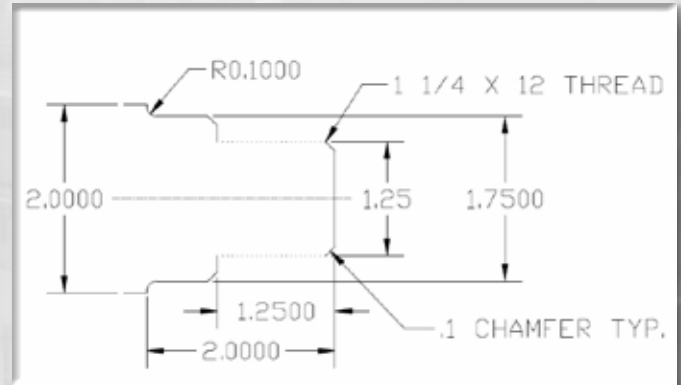 R0.1000
1 1/4 X 12 THREAD
2.0000
1.25
1.7500
1.2500
.1 CHAMFER TYP.
2.0000